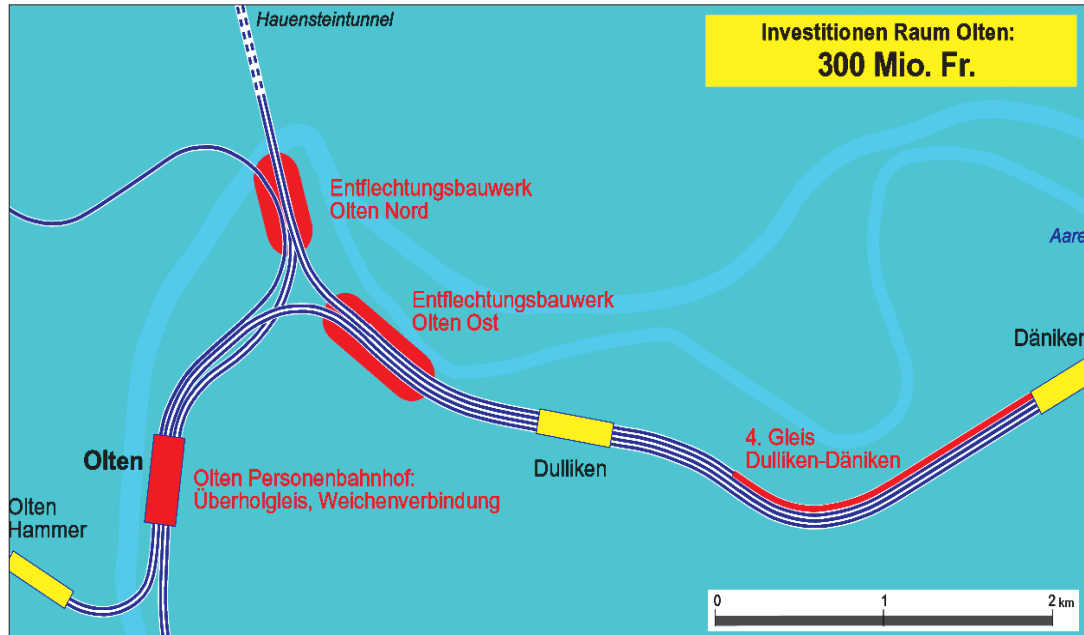 Hauensteintunnel
Investitionen Raum Olten:
300 Mio. Fr.
Entflechtungsbauwerk
Olten Nord
Aare
Entflechtungsbauwerk
Olten Ost
Däniken
4. Gleis
Dulliken-Däniken
Dulliken
Olten
Olten Personenbahnhof:
Überholgleis, Weichenverbindung
Olten
Hammer
0 1 2 km